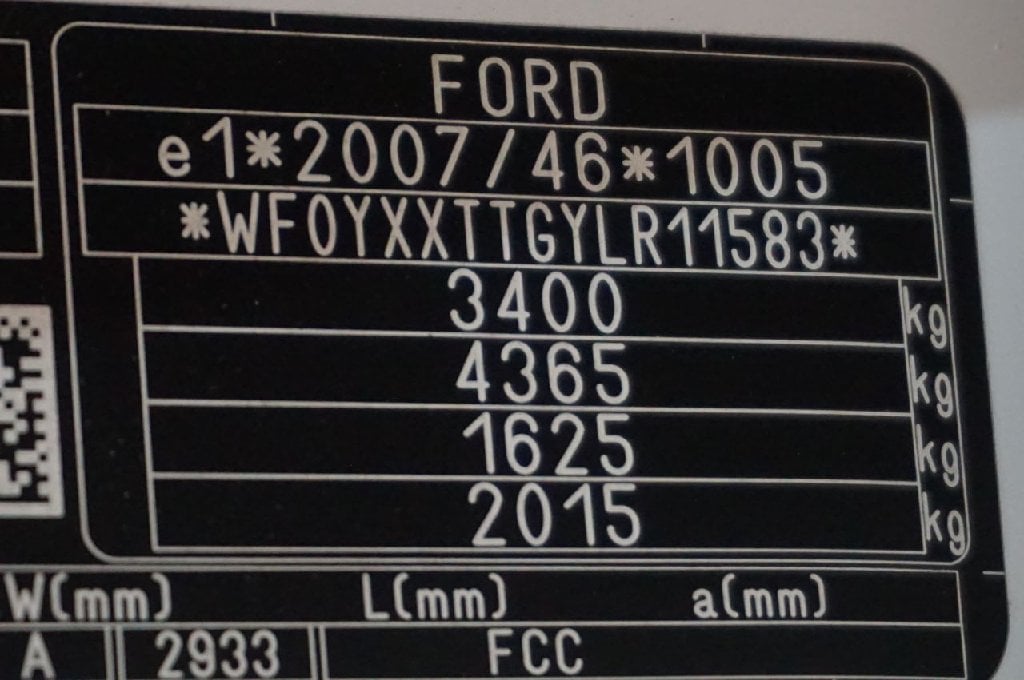 FORD
e1*2007/46*1005
*WF0YXXTTGYLR11583*
3400 kg
4365 kg
1625 kg
2015 kg
W(mm) L(mm) a(mm)
A 2933 FCC